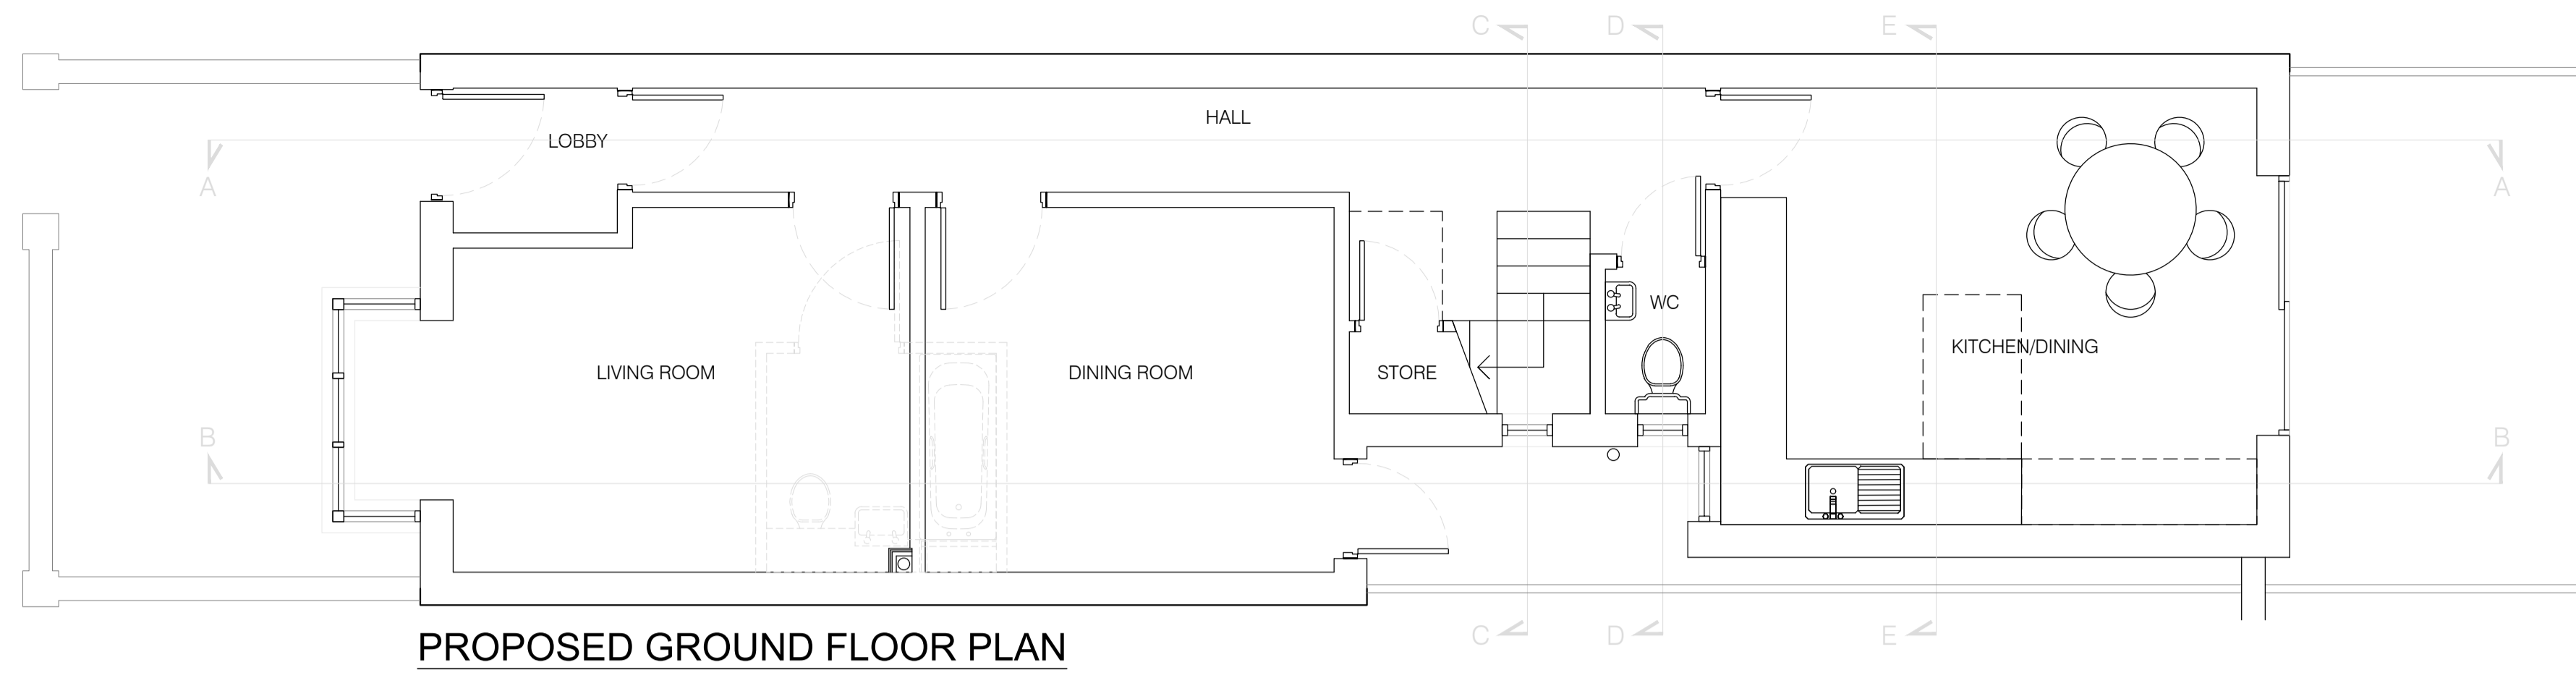 C D E
HALL
LOBBY
A A
WC
KITCHEN/DINING
LIVING ROOM DINING ROOM STORE
B B
C D E
PROPOSED GROUND FLOOR PLAN